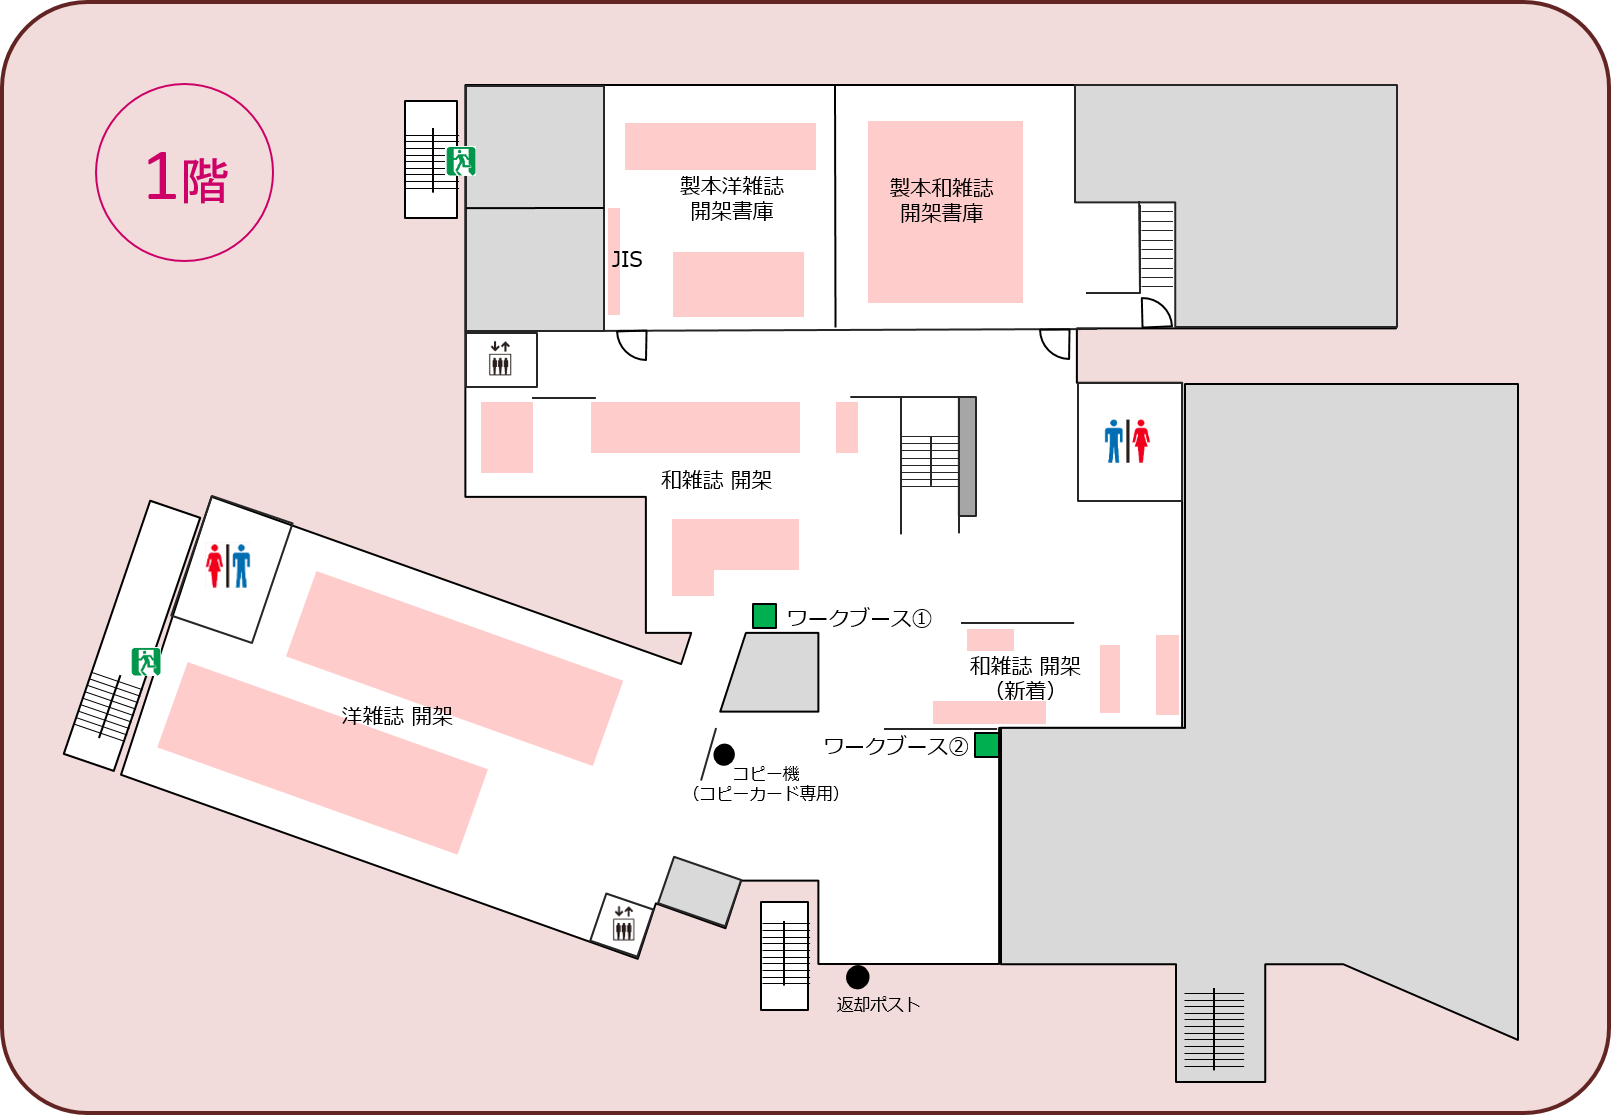 1階
製本洋雑誌
開架書庫
製本和雑誌
開架書庫
JIS
和雑誌 開架
ワークブース①
和雑誌 開架
（新着）
洋雑誌 開架
ワークブース②
コピー機
（コピーカード専用）
返却ポスト